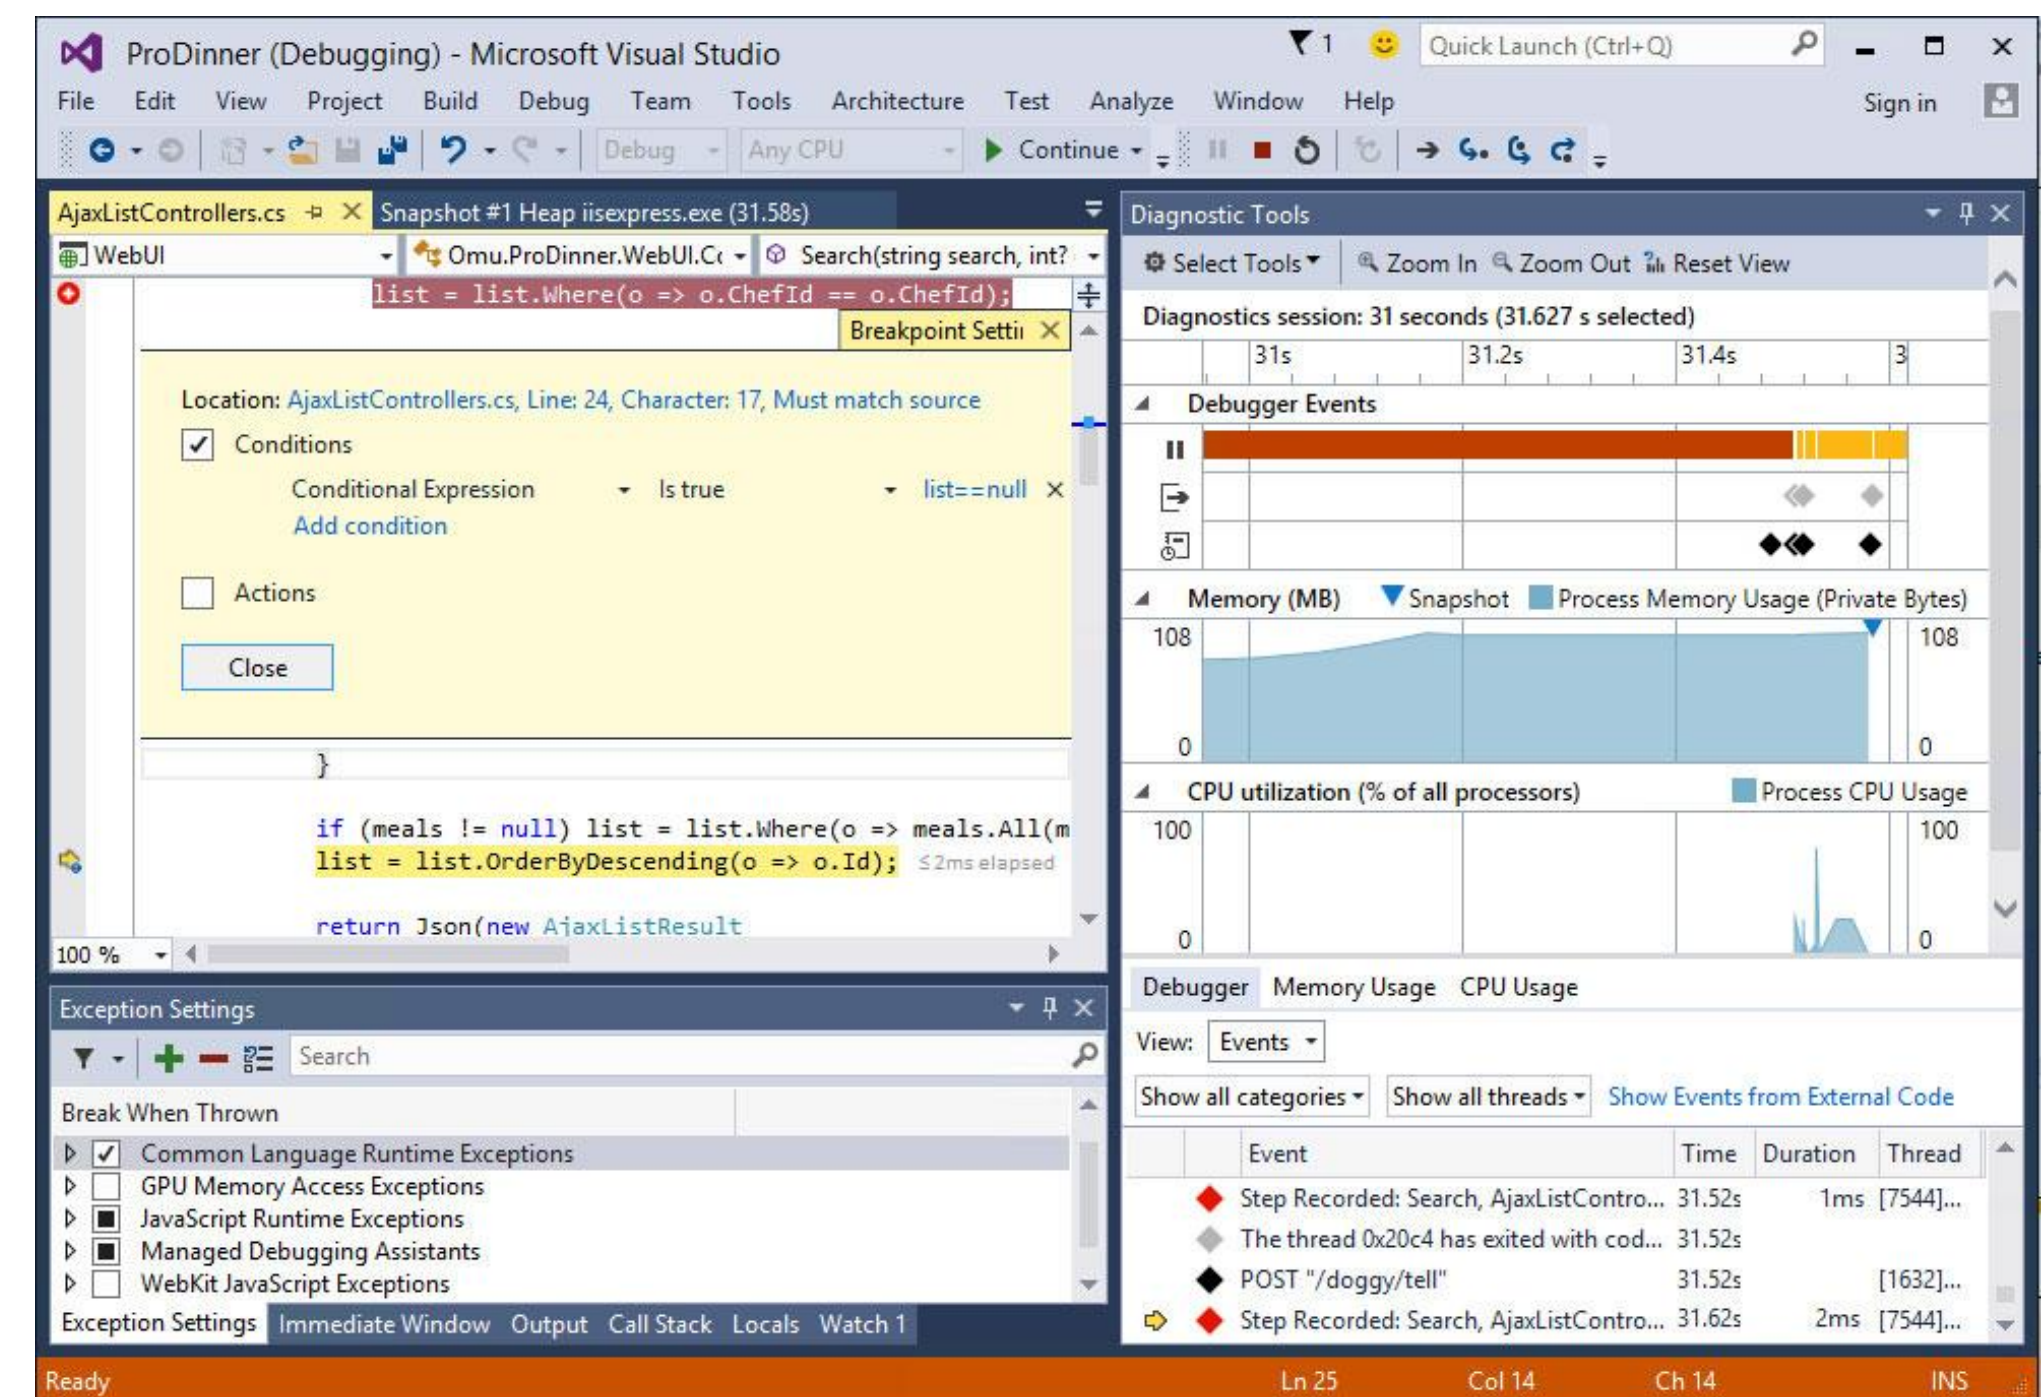 ProDinner (Debugging) - Microsoft Visual Studio
1
Quick Launch (Ctrl+Q)
File Edit View Project Build Debug Team Tools Architecture Test Analyze Window Help
Sign in
Debug Any CPU Continue
AjaxListControllers.cs
Snapshot #1 Heap iisexpress.exe (31.58s)
WebUI
Omu.ProDinner.WebUI.Co
Search(string search, int?
list = list.Where(o => o.ChefId == o.ChefId);
Breakpoint Setti
Location: AjaxListControllers.cs, Line: 24, Character: 17, Must match source
Conditions
Conditional Expression Is true list==null
Add condition
Actions
Close
}
if (meals != null) list = list.Where(o => meals.All(m
list = list.OrderByDescending(o => o.Id); ≤2ms elapsed
return Json(new AjaxListResult
100 %
Exception Settings
Search
Break When Thrown
Common Language Runtime Exceptions
GPU Memory Access Exceptions
JavaScript Runtime Exceptions
Managed Debugging Assistants
WebKit JavaScript Exceptions
Exception Settings Immediate Window Output Call Stack Locals Watch 1
Diagnostic Tools
Select Tools Zoom In Zoom Out Reset View
Diagnostics session: 31 seconds (31.627 s selected)
31s 31.2s 31.4s 3
Debugger Events
Memory (MB) Snapshot Process Memory Usage (Private Bytes)
108 108
0 0
CPU utilization (% of all processors) Process CPU Usage
100 100
0 0
Debugger Memory Usage CPU Usage
View: Events
Show all categories Show all threads Show Events from External Code
Event Time Duration Thread
Step Recorded: Search, AjaxListContro... 31.52s 1ms [7544]...
The thread 0x20c4 has exited with cod... 31.52s
POST "/doggy/tell" 31.52s [1632]...
Step Recorded: Search, AjaxListContro... 31.62s 2ms [7544]...
Ready Ln 25 Col 14 Ch 14 INS